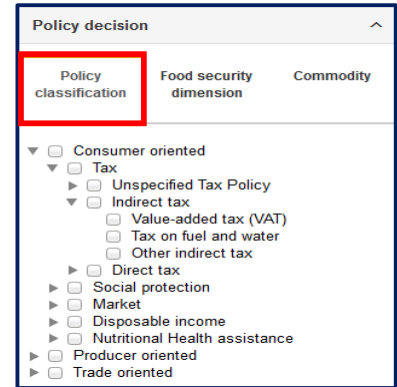 Policy decision
Policy classification
Food security dimension
Commodity
Consumer oriented
Tax
Unspecified Tax Policy
Indirect tax
Value-added tax (VAT)
Tax on fuel and water
Other indirect tax
Direct tax
Social protection
Market
Disposable income
Nutritional Health assistance
Producer oriented
Trade oriented